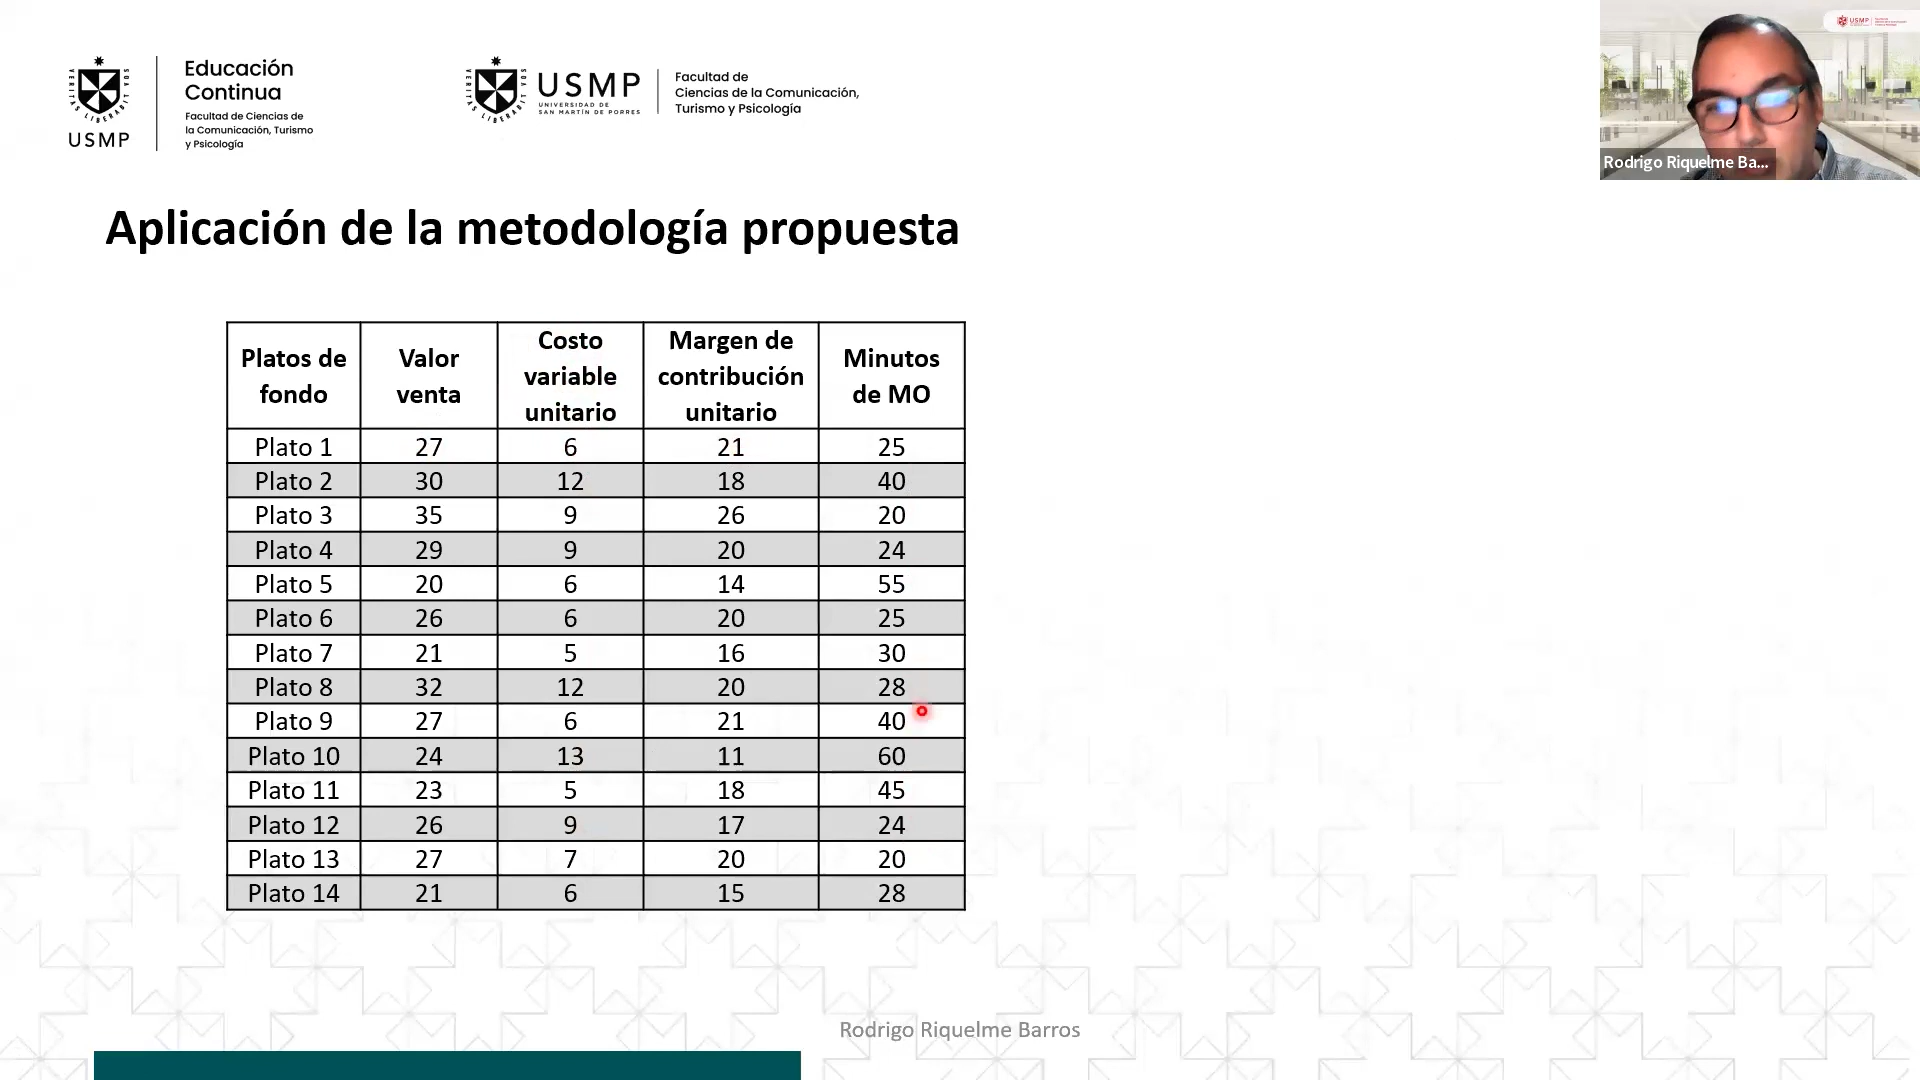 Educación
Continua
Facultad de Ciencias de
la Comunicación, Turismo
y Psicología
USMP
VERITAS LIBERABIT VOS
USMP
UNIVERSIDAD DE
SAN MARTÍN DE PORRES
Facultad de
Ciencias de la Comunicación,
Turismo y Psicología
USMP
Rodrigo Riquelme Ba...
Aplicación de la metodología propuesta
Platos de fondo Valor venta Costo variable unitario Margen de contribución unitario Minutos de MO
Plato 1 27 6 21 25
Plato 2 30 12 18 40
Plato 3 35 9 26 20
Plato 4 29 9 20 24
Plato 5 20 6 14 55
Plato 6 26 6 20 25
Plato 7 21 5 16 30
Plato 8 32 12 20 28
Plato 9 27 6 21 40
Plato 10 24 13 11 60
Plato 11 23 5 18 45
Plato 12 26 9 17 24
Plato 13 27 7 20 20
Plato 14 21 6 15 28
Rodrigo Riquelme Barros